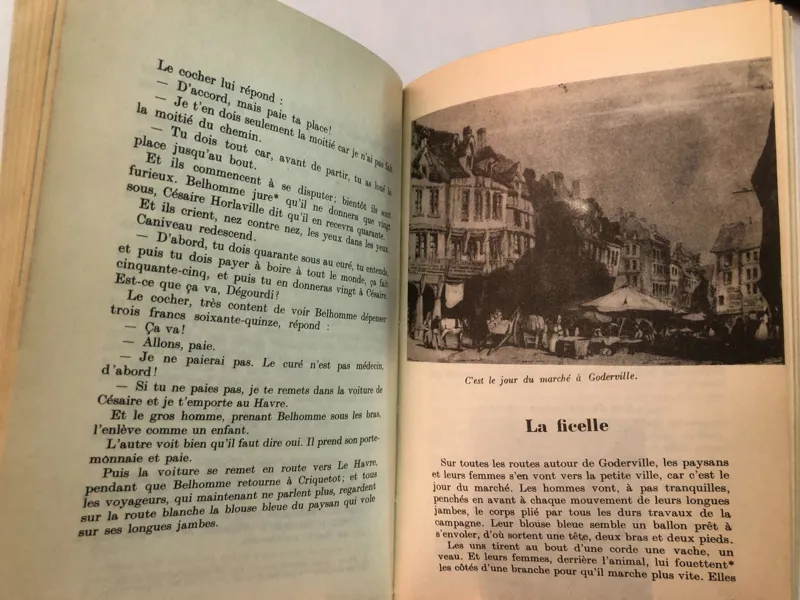 Le cocher lui répond :
— D'accord, mais paie ta place!
— Je t'en dois seulement la moitié car je n'ai pas fait
la moitié du chemin.
— Tu dois tout car, avant de partir, tu as loué ta
place jusqu'au bout.
Et ils commencent à se disputer; bientôt ils sont
furieux. Belhomme jure* qu'il ne donnera que vingt
sous, Césaire Horlaville dit qu'il en recevra quarante.
Et ils crient, nez contre nez, les yeux dans les yeux.
Caniveau redescend.
— D'abord, tu dois quarante sous au curé, tu entends,
et puis tu dois payer à boire à tout le monde, ça fait
cinquante-cinq, et puis tu en donneras vingt à Césaire.
Est-ce que ça va, Dégourdi?
Le cocher, très content de voir Belhomme dépenser
trois francs soixante-quinze, répond :
— Ça va!
— Allons, paie.
— Je ne paierai pas. Le curé n'est pas médecin,
d'abord!
— Si tu ne paies pas, je te remets dans la voiture de
Césaire et je t'emporte au Havre.
Et le gros homme, prenant Belhomme sous les bras,
l'enlève comme un enfant.
L'autre voit bien qu'il faut dire oui. Il prend son porte-
monnaie et paie.
Puis la voiture se remet en route vers Le Havre,
pendant que Belhomme retourne à Criquetot; et tous
les voyageurs, qui maintenant ne parlent plus, regardent
sur la route blanche la blouse bleue du paysan qui vole
sur ses longues jambes.
C'est le jour du marché à Goderville.
La ficelle
Sur toutes les routes autour de Goderville, les paysans
et leurs femmes s'en vont vers la petite ville, car c'est le
jour du marché. Les hommes vont, à pas tranquilles,
penchés en avant à chaque mouvement de leurs longues
jambes, le corps plié par tous les durs travaux de la
campagne. Leur blouse bleue semble un ballon prêt à
s'envoler, d'où sortent une tête, deux bras et deux pieds.
Les uns tirent au bout d'une corde une vache, un
veau. Et leurs femmes, derrière l'animal, lui fouettent*
les côtés d'une branche pour qu'il marche plus vite. Elles